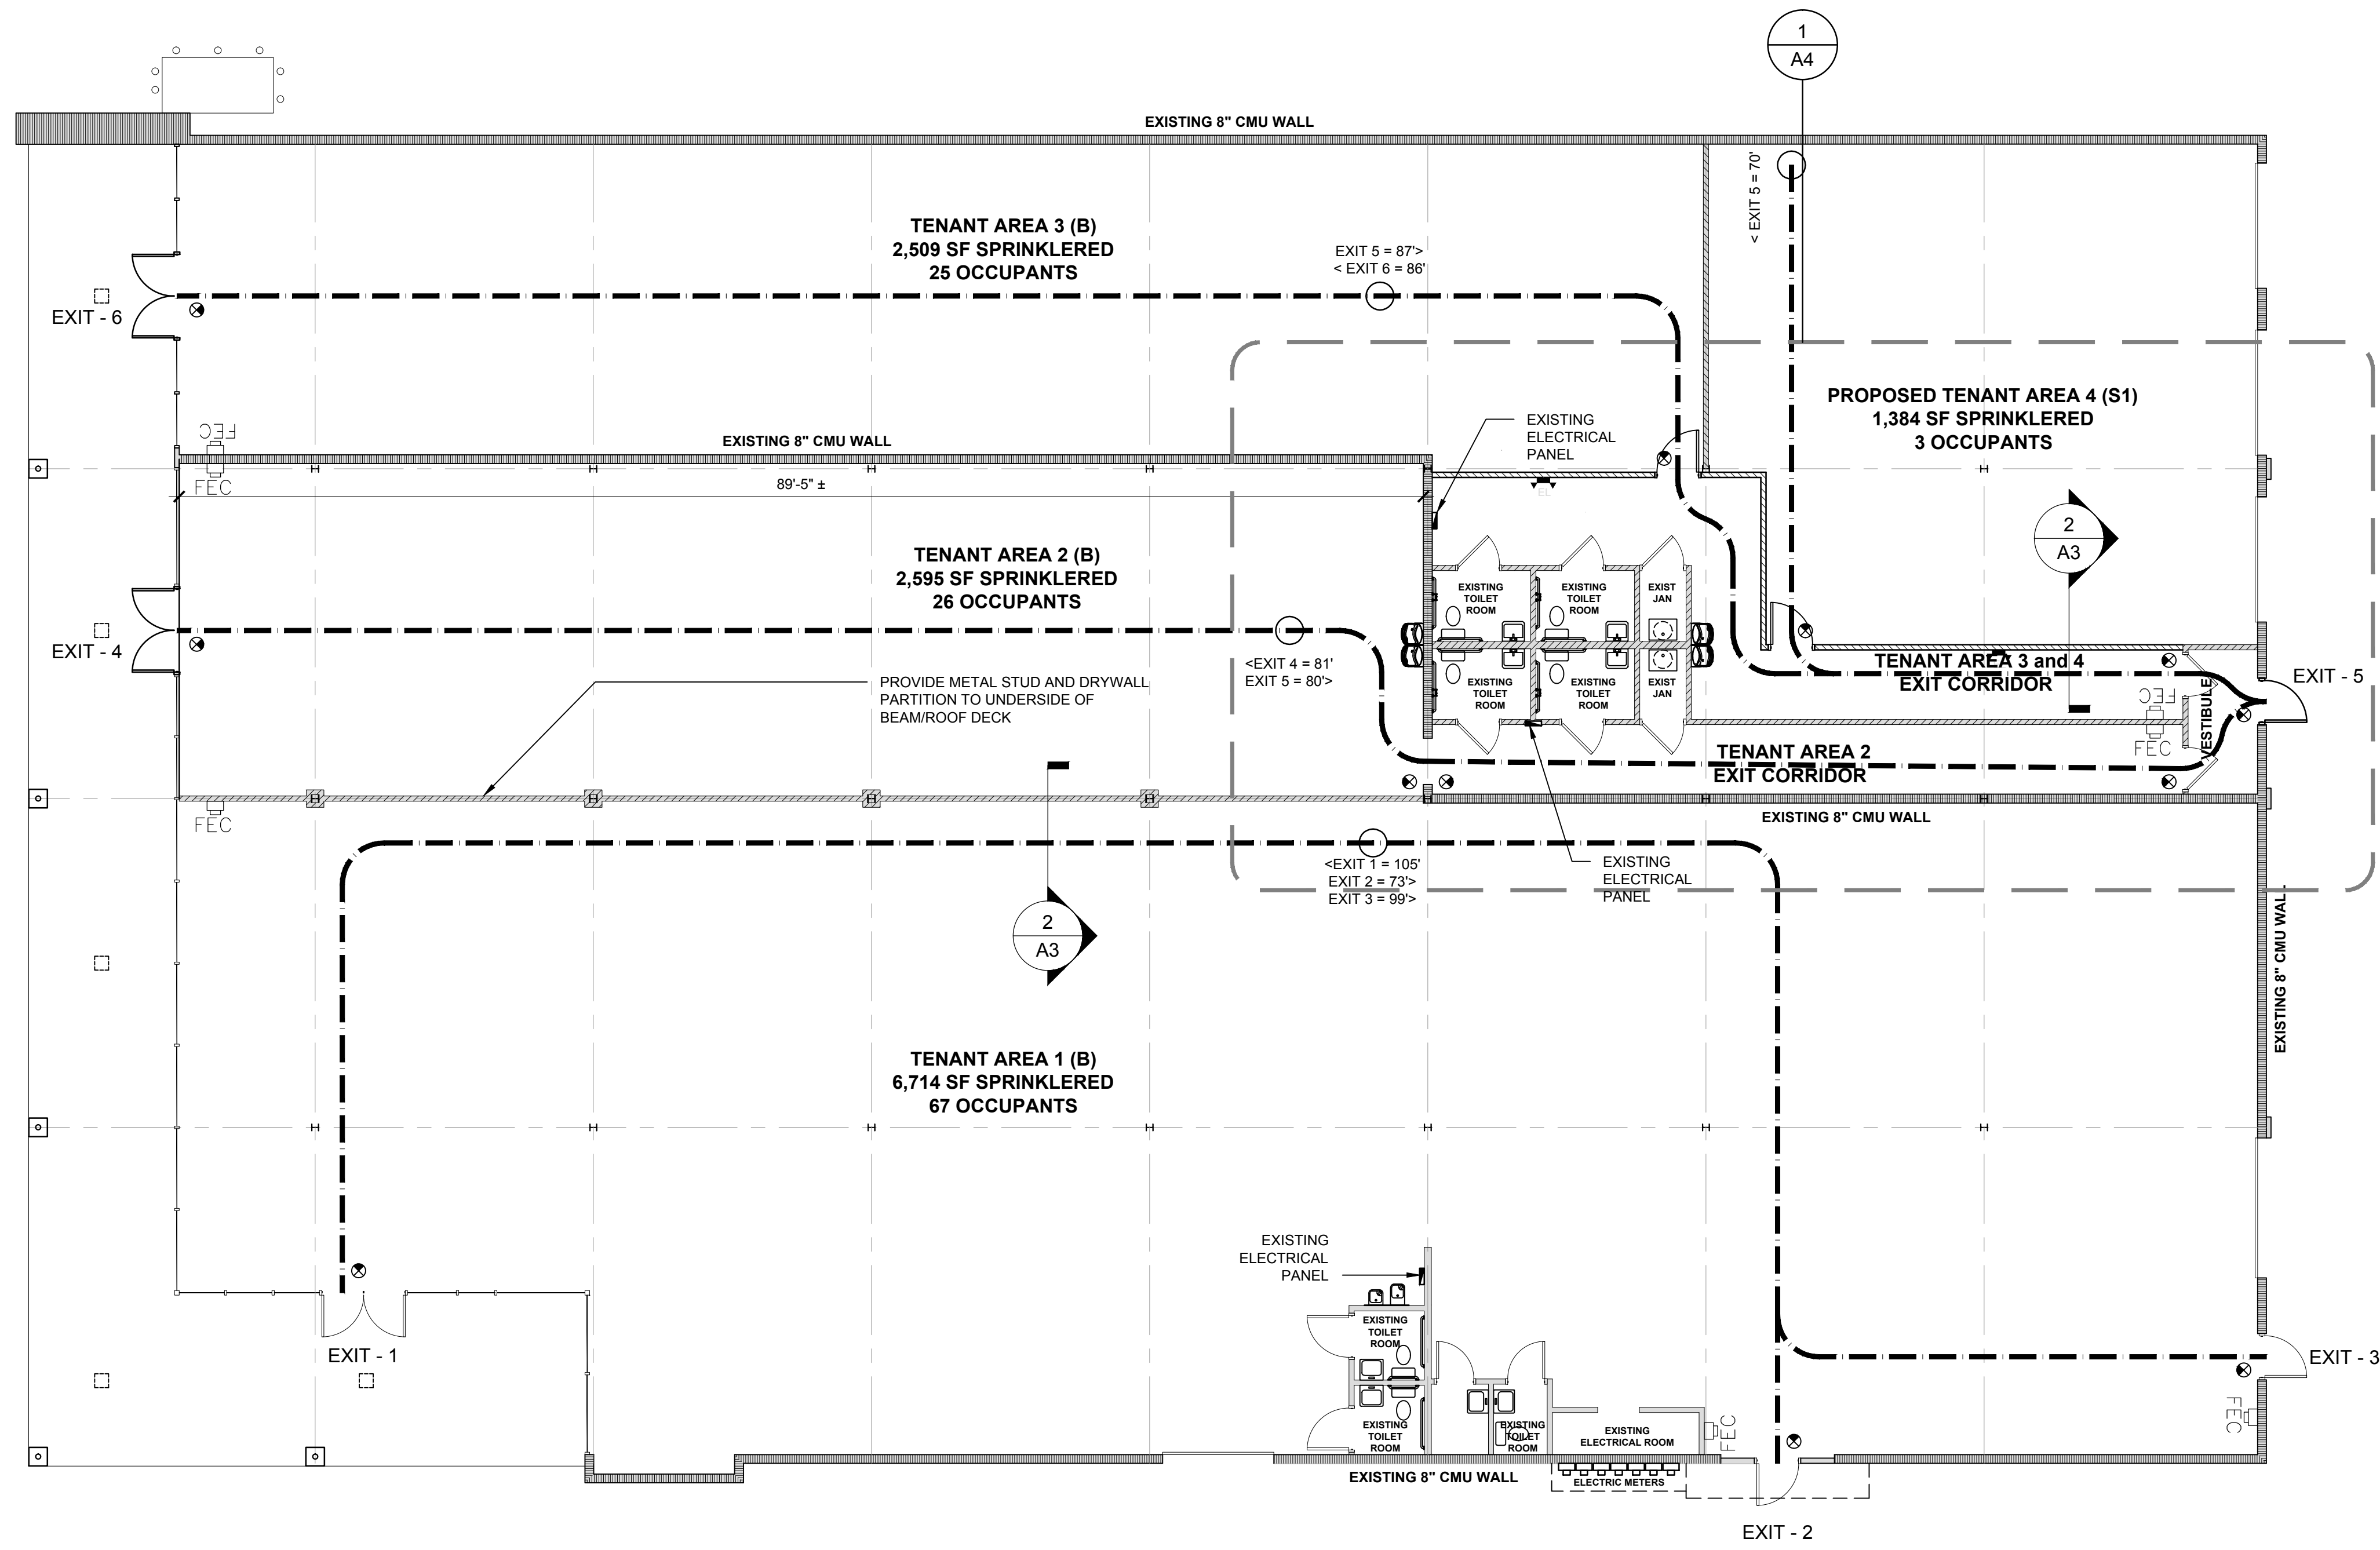 1
A4
EXISTING 8" CMU WALL
< EXIT 5 = 70'
TENANT AREA 3 (B)
2,509 SF SPRINKLERED
25 OCCUPANTS
EXIT 5 = 87'>
< EXIT 6 = 86'
EXIT - 6
PROPOSED TENANT AREA 4 (S1)
1,384 SF SPRINKLERED
3 OCCUPANTS
FEC
EXISTING 8" CMU WALL
EXISTING
ELECTRICAL
PANEL
FEC
89'-5" ±
EL
2
A3
TENANT AREA 2 (B)
2,595 SF SPRINKLERED
26 OCCUPANTS
EXISTING
TOILET
ROOM
EXISTING
TOILET
ROOM
EXIST
JAN
EXIT - 4
<EXIT 4 = 81'
EXIT 5 = 80'>
EXISTING
TOILET
ROOM
EXISTING
TOILET
ROOM
EXIST
JAN
TENANT AREA 3 and 4
EXIT CORRIDOR
EXIT - 5
PROVIDE METAL STUD AND DRYWALL
PARTITION TO UNDERSIDE OF
BEAM/ROOF DECK
FEC
VESTIBULE
FEC
TENANT AREA 2
EXIT CORRIDOR
FEC
EXISTING 8" CMU WALL
<EXIT 1 = 105'
EXIT 2 = 73'>
EXIT 3 = 99'>
EXISTING
ELECTRICAL
PANEL
2
A3
EXISTING 8" CMU WALL
TENANT AREA 1 (B)
6,714 SF SPRINKLERED
67 OCCUPANTS
EXISTING
ELECTRICAL
PANEL
EXISTING
TOILET
ROOM
EXIT - 1
EXIT - 3
EXISTING
TOILET
ROOM
EXISTING
TOILET
ROOM
EXISTING
ELECTRICAL ROOM
FEC
FEC
EXISTING 8" CMU WALL
ELECTRIC METERS
EXIT - 2